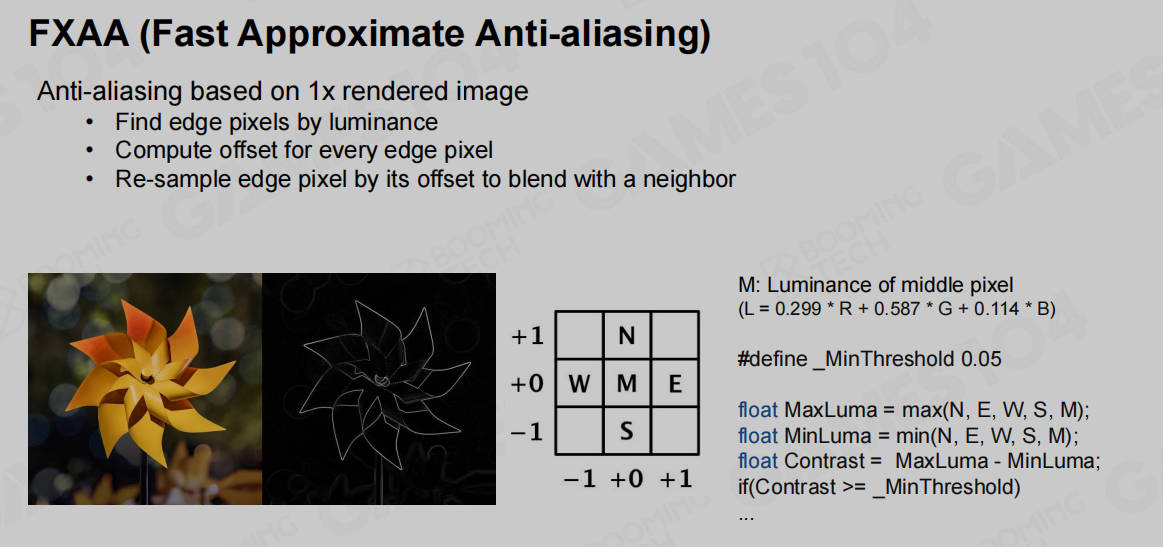 FXAA (Fast Approximate Anti-aliasing)
Anti-aliasing based on 1x rendered image
• Find edge pixels by luminance
• Compute offset for every edge pixel
• Re-sample edge pixel by its offset to blend with a neighbor
M: Luminance of middle pixel
(L = 0.299 * R + 0.587 * G + 0.114 * B)
#define _MinThreshold 0.05
float MaxLuma = max(N, E, W, S, M);
float MinLuma = min(N, E, W, S, M);
float Contrast = MaxLuma - MinLuma;
if(Contrast >= _MinThreshold)
...
+1 N
+0 W M E
−1 S
−1 +0 +1
GAMES104
BOOMING
TECH